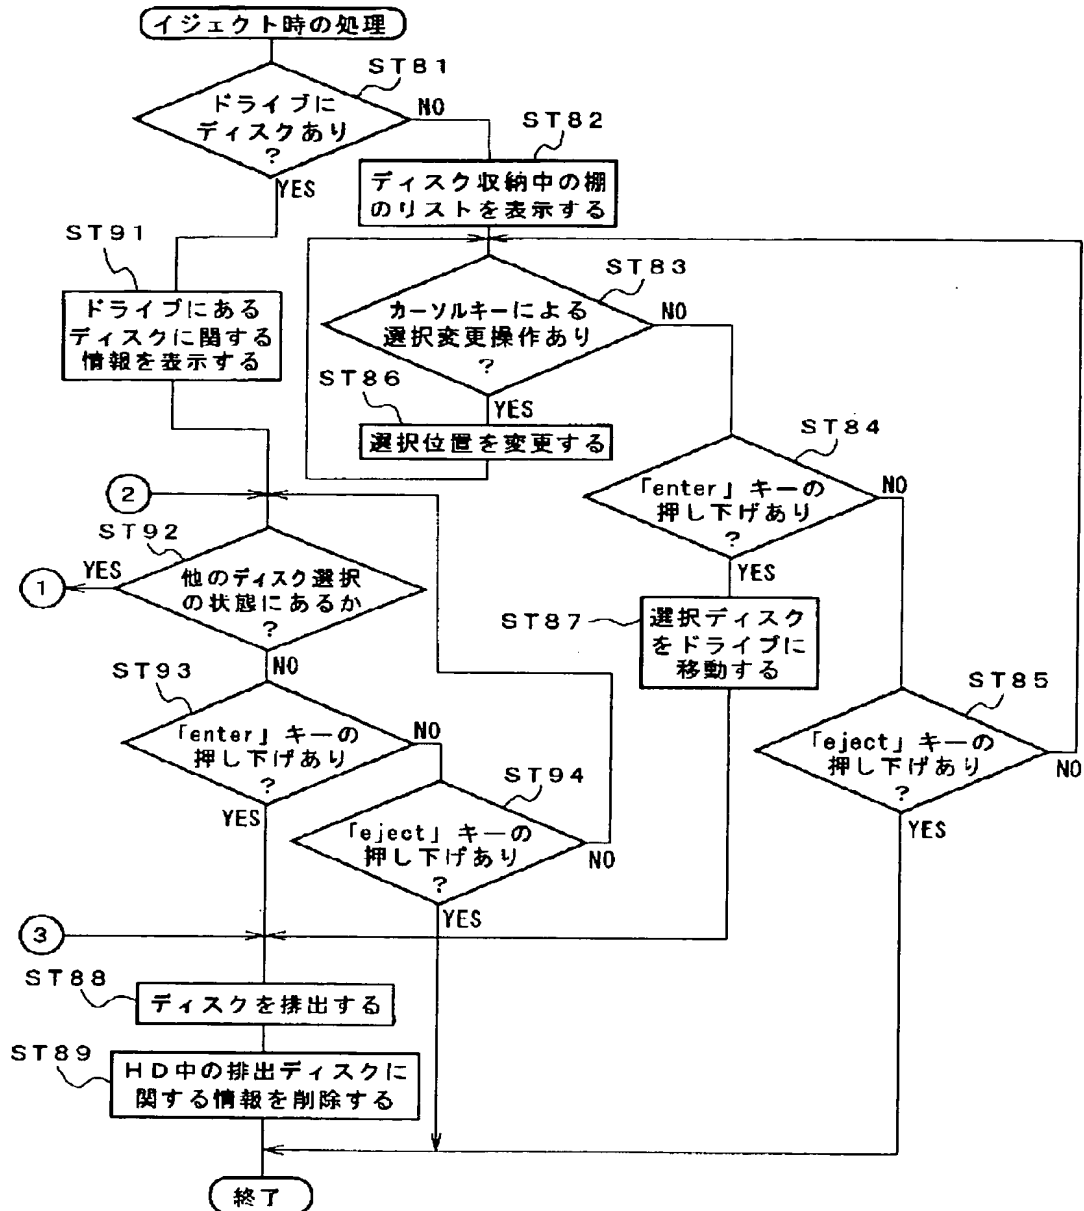 イジェクト時の処理
ST81
ドライブに
ディスクあり
?
NO
YES
ST82
ディスク収納中の棚
のリストを表示する
ST91
ドライブにある
ディスクに関する
情報を表示する
ST83
カーソルキーによる
選択変更操作あり
?
NO
YES
ST86
選択位置を変更する
ST84
「enter」キーの
押し下げあり
?
NO
YES
②
ST92
他のディスク選択
の状態にあるか
?
YES
①
NO
ST87
選択ディスク
をドライブに
移動する
ST93
「enter」キーの
押し下げあり
?
NO
YES
ST85
「eject」キーの
押し下げあり
?
NO
YES
ST94
「eject」キーの
押し下げあり
?
NO
YES
③
ST88
ディスクを排出する
ST89
HD中の排出ディスクに
関する情報を削除する
終了